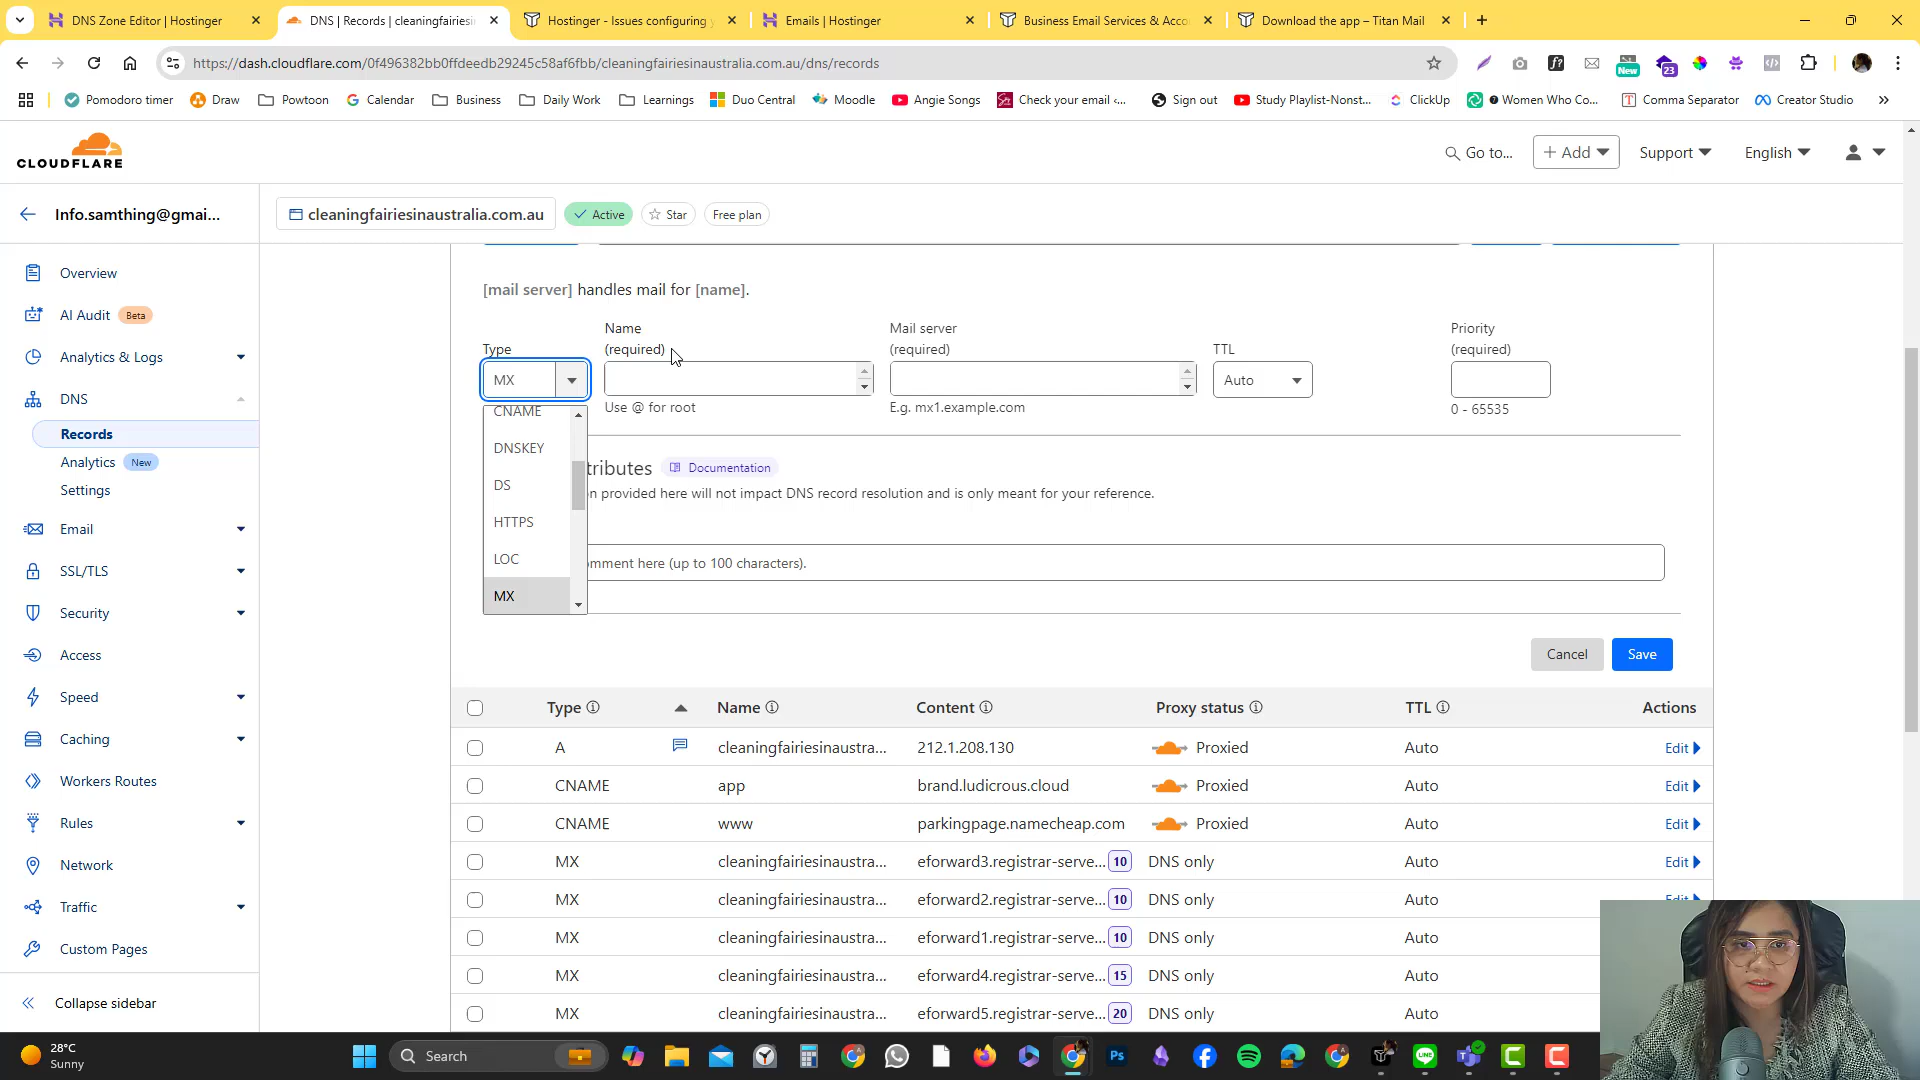 DNS Zone Editor | Hostinger
DNS | Records | cleaningfairiesin
Hostinger - Issues configuring
Emails | Hostinger
Business Email Services & Acco
Download the app – Titan Mail
https://dash.cloudflare.com/0f496382bb0ffdeedb29245c58af6fbb/cleaningfairiesinaustralia.com.au/dns/records
New
23
Pomodoro timer
Draw
Powtoon
Calendar
Business
Daily Work
Learnings
Duo Central
Moodle
Angie Songs
Check your email <...
Sign out
Study Playlist-Nonst...
ClickUp
Women Who Co...
Comma Separator
Creator Studio
CLOUDFLARE
Go to...
Add
Support
English
Info.samthing@gmai...
cleaningfairiesinaustralia.com.au
Active
Star
Free plan
Overview
AI Audit Beta
Analytics & Logs
DNS
Records
Analytics New
Settings
Email
SSL/TLS
Security
Access
Speed
Caching
Workers Routes
Rules
Network
Traffic
Custom Pages
Collapse sidebar
[mail server] handles mail for [name].
Type
Name
(required)
Mail server
(required)
TTL
Priority
(required)
MX
Auto
Use @ for root
E.g. mx1.example.com
0 - 65535
CNAME
DNSKEY
DS
HTTPS
LOC
MX
tributes
Documentation
n provided here will not impact DNS record resolution and is only meant for your reference.
mment here (up to 100 characters).
Cancel
Save
Type Name Content Proxy status TTL Actions
A cleaningfairiesinaustra... 212.1.208.130 Proxied Auto Edit
CNAME app brand.ludicrous.cloud Proxied Auto Edit
CNAME www parkingpage.namecheap.com Proxied Auto Edit
MX cleaningfairiesinaustra... eforward3.registrar-serve... 10 DNS only Auto Edit
MX cleaningfairiesinaustra... eforward2.registrar-serve... 10 DNS only Auto Edit
MX cleaningfairiesinaustra... eforward1.registrar-serve... 10 DNS only Auto
MX cleaningfairiesinaustra... eforward4.registrar-serve... 15 DNS only Auto
MX cleaningfairiesinaustra... eforward5.registrar-serve... 20 DNS only Auto
28°C
Sunny
Search
Ps